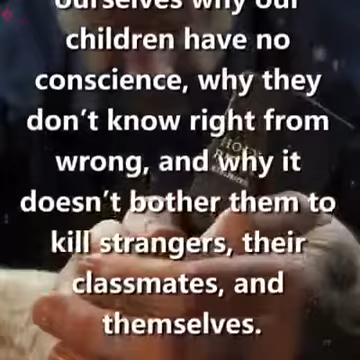 ourselves why our
children have no
conscience, why they
don't know right from
wrong, and why it
doesn't bother them to
kill strangers, their
classmates, and
themselves.
HOLY